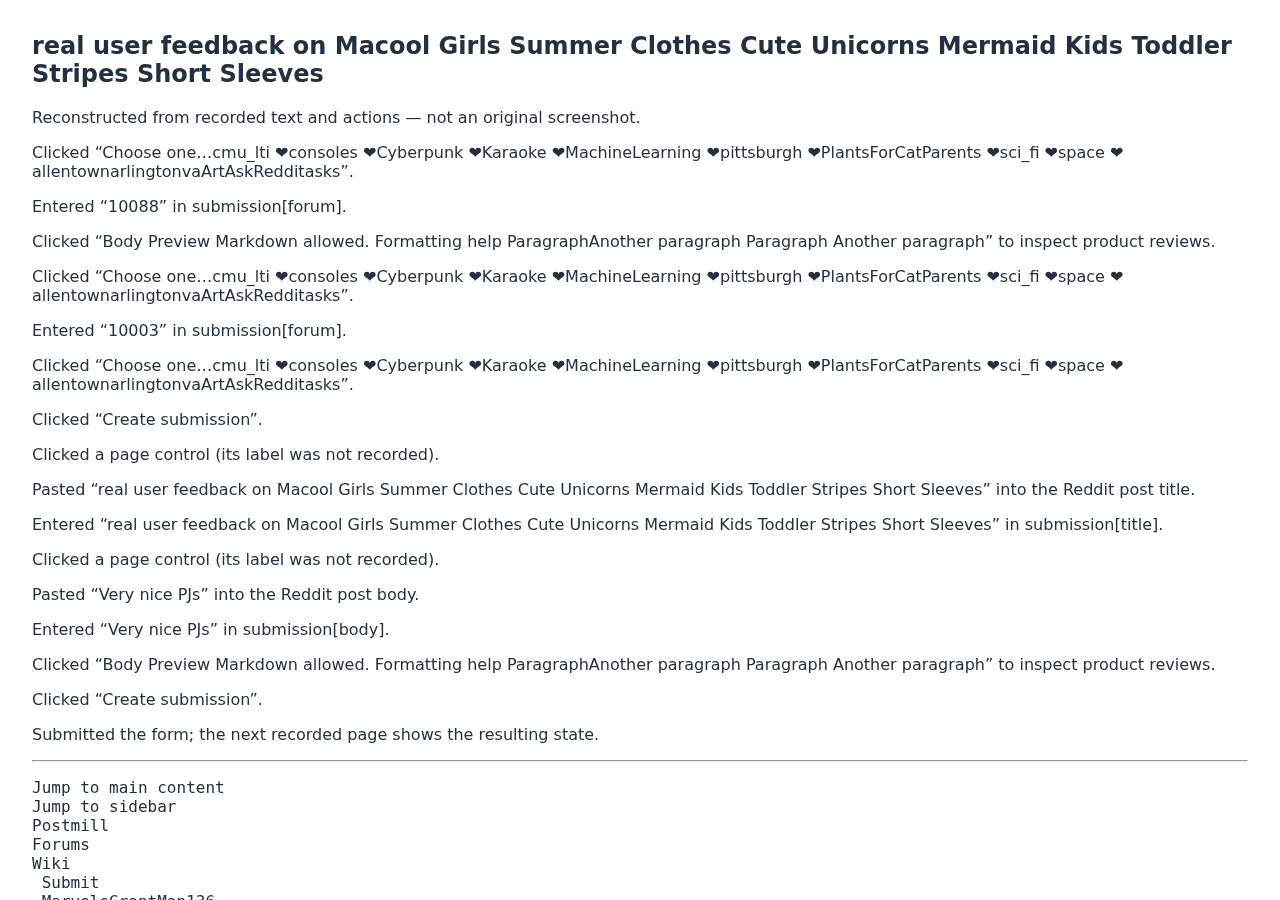 real user feedback on Macool Girls Summer Clothes Cute Unicorns Mermaid Kids Toddler
Stripes Short Sleeves
Reconstructed from recorded text and actions — not an original screenshot.
Clicked “Choose one…cmu_lti ❤consoles ❤Cyberpunk ❤Karaoke ❤MachineLearning ❤pittsburgh ❤PlantsForCatParents ❤sci_fi ❤space ❤
allentownarlingtonvaArtAskRedditasks”.
Entered “10088” in submission[forum].
Clicked “Body Preview Markdown allowed. Formatting help ParagraphAnother paragraph Paragraph Another paragraph” to inspect product reviews.
Clicked “Choose one…cmu_lti ❤consoles ❤Cyberpunk ❤Karaoke ❤MachineLearning ❤pittsburgh ❤PlantsForCatParents ❤sci_fi ❤space ❤
allentownarlingtonvaArtAskRedditasks”.
Entered “10003” in submission[forum].
Clicked “Choose one…cmu_lti ❤consoles ❤Cyberpunk ❤Karaoke ❤MachineLearning ❤pittsburgh ❤PlantsForCatParents ❤sci_fi ❤space ❤
allentownarlingtonvaArtAskRedditasks”.
Clicked “Create submission”.
Clicked a page control (its label was not recorded).
Pasted “real user feedback on Macool Girls Summer Clothes Cute Unicorns Mermaid Kids Toddler Stripes Short Sleeves” into the Reddit post title.
Entered “real user feedback on Macool Girls Summer Clothes Cute Unicorns Mermaid Kids Toddler Stripes Short Sleeves” in submission[title].
Clicked a page control (its label was not recorded).
Pasted “Very nice PJs” into the Reddit post body.
Entered “Very nice PJs” in submission[body].
Clicked “Body Preview Markdown allowed. Formatting help ParagraphAnother paragraph Paragraph Another paragraph” to inspect product reviews.
Clicked “Create submission”.
Submitted the form; the next recorded page shows the resulting state.
Jump to main content
Jump to sidebar
Postmill
Forums
Wiki
Submit
MarvelsGrantMan136